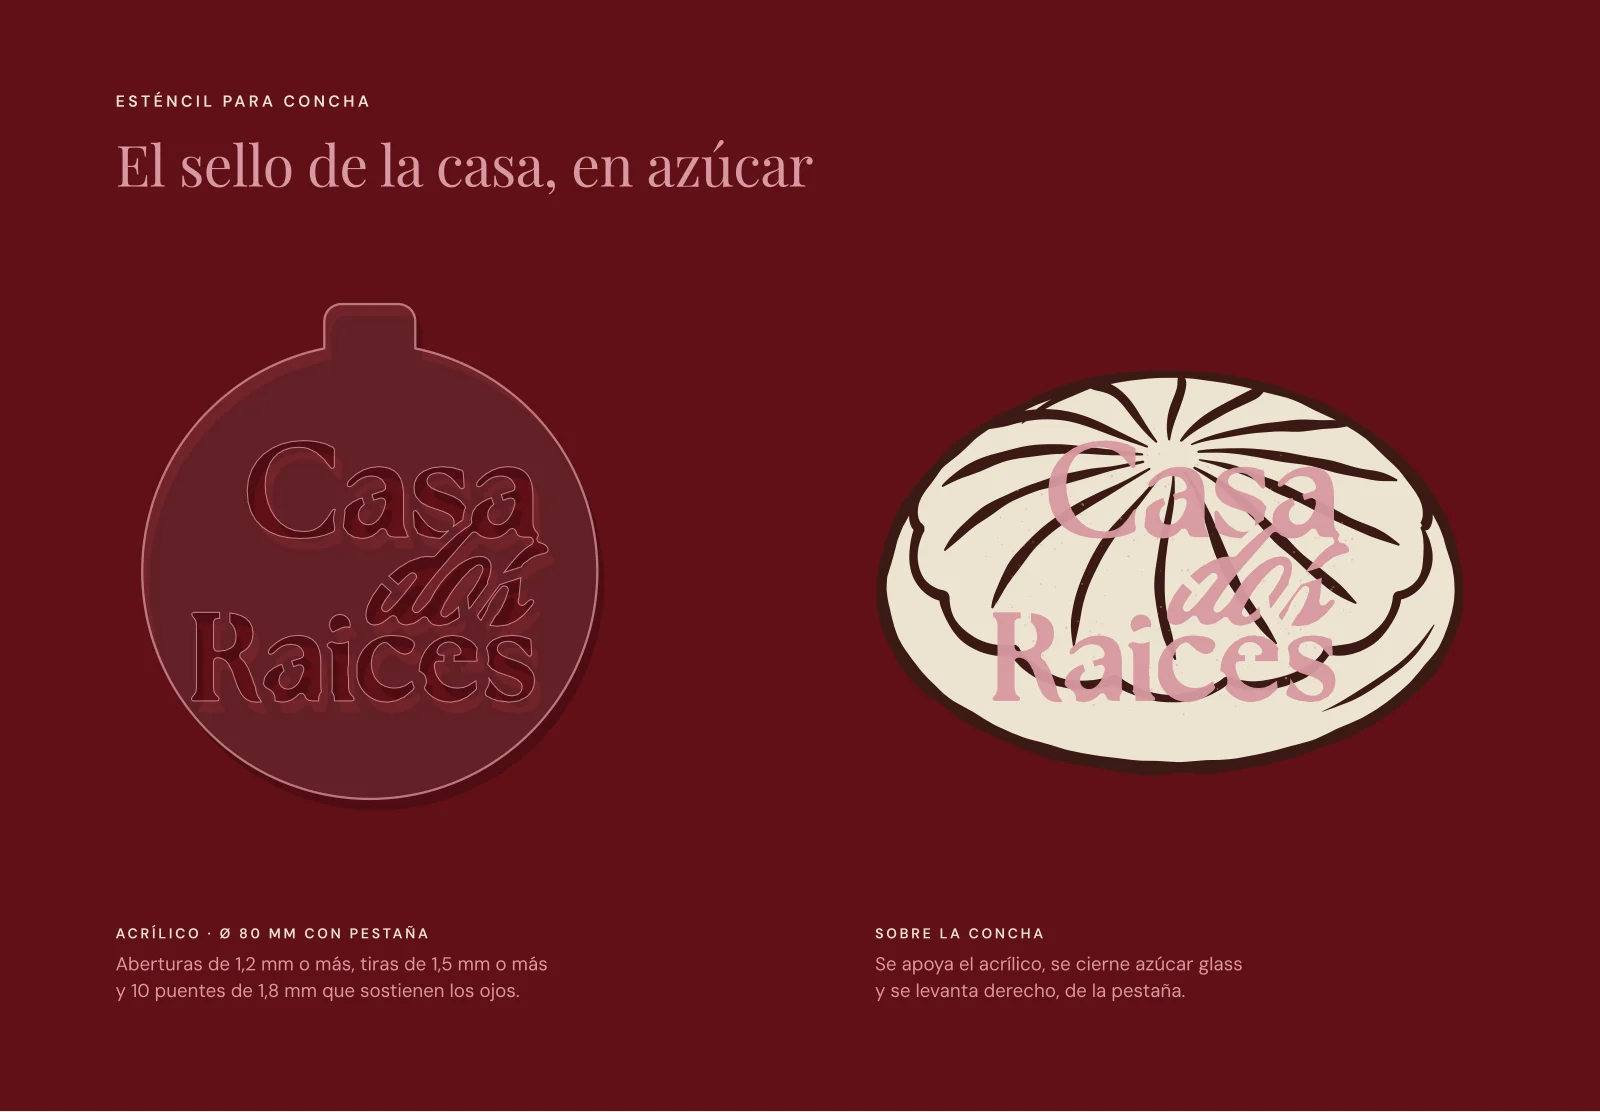 ESTÉNCIL PARA CONCHA
El sello de la casa, en azúcar
Casa
dos
Raices
Casa
dos
Raices
ACRÍLICO · Ø 80 MM CON PESTAÑA
Aberturas de 1,2 mm o más, tiras de 1,5 mm o más
y 10 puentes de 1,8 mm que sostienen los ojos.
SOBRE LA CONCHA
Se apoya el acrílico, se cierne azúcar glass
y se levanta derecho, de la pestaña.